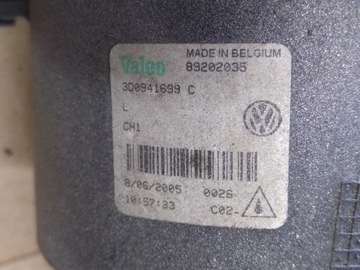 Valeo
MADE IN BELGIUM
89202035
3D0941699 C
L
CH1
8/06/2005 0026
10:57:33 C02-